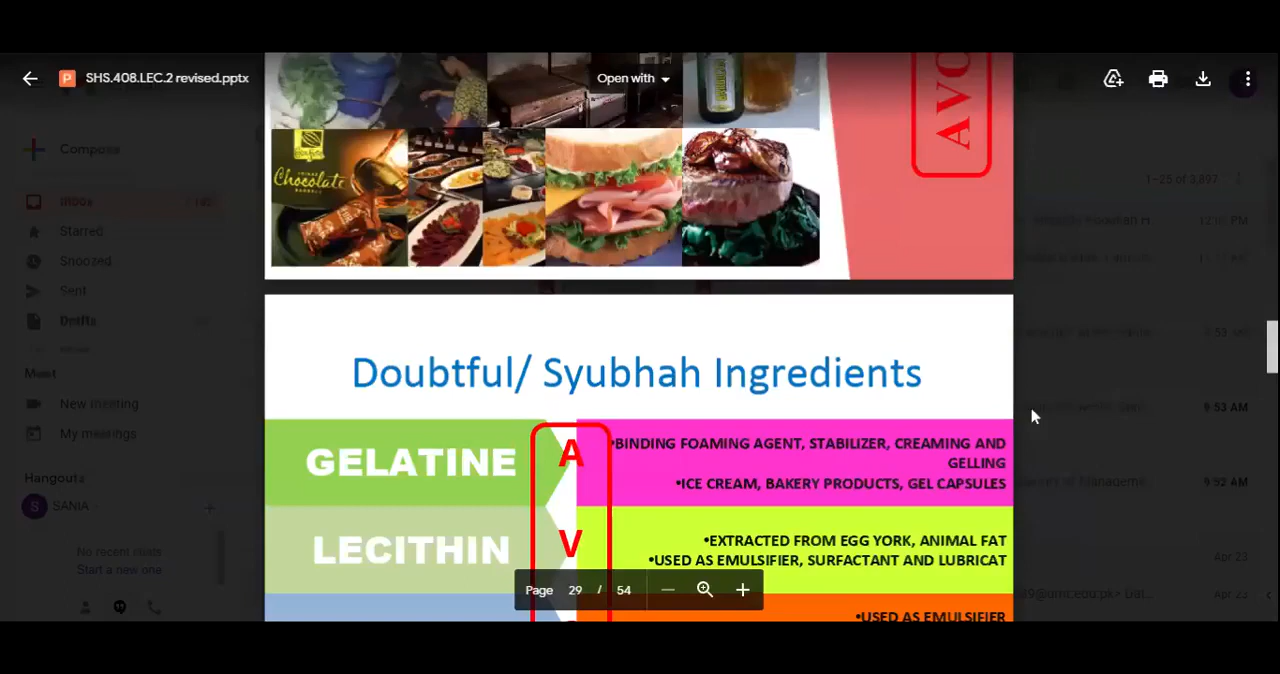 SHS.408.LEC.2 revised.pptx
Open with
Compose
Inbox
Starred
Snoozed
Sent
Drafts
Meet
New meeting
My meetings
Hangouts
S SANIA
No recent chats
Start a new one
1-25 of 3,897
9:53 AM
9:52 AM
Apr 23
Apr 23
Chocolate
AVO
Doubtful/ Syubhah Ingredients
GELATINE
A
•BINDING FOAMING AGENT, STABILIZER, CREAMING AND
GELLING
•ICE CREAM, BAKERY PRODUCTS, GEL CAPSULES
LECITHIN
V
•EXTRACTED FROM EGG YORK, ANIMAL FAT
•USED AS EMULSIFIER, SURFACTANT AND LUBRICAT
•USED AS EMULSIFIER
Page 29 / 54